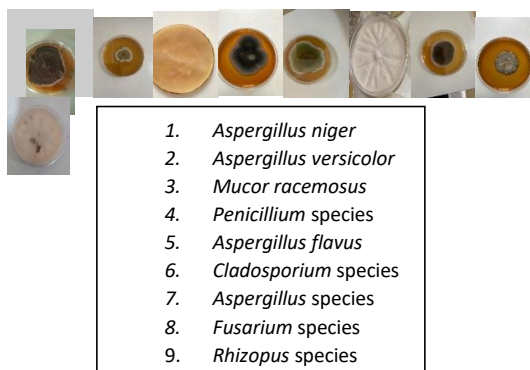 1. Aspergillus niger
2. Aspergillus versicolor
3. Mucor racemosus
4. Penicillium species
5. Aspergillus flavus
6. Cladosporium species
7. Aspergillus species
8. Fusarium species
9. Rhizopus species